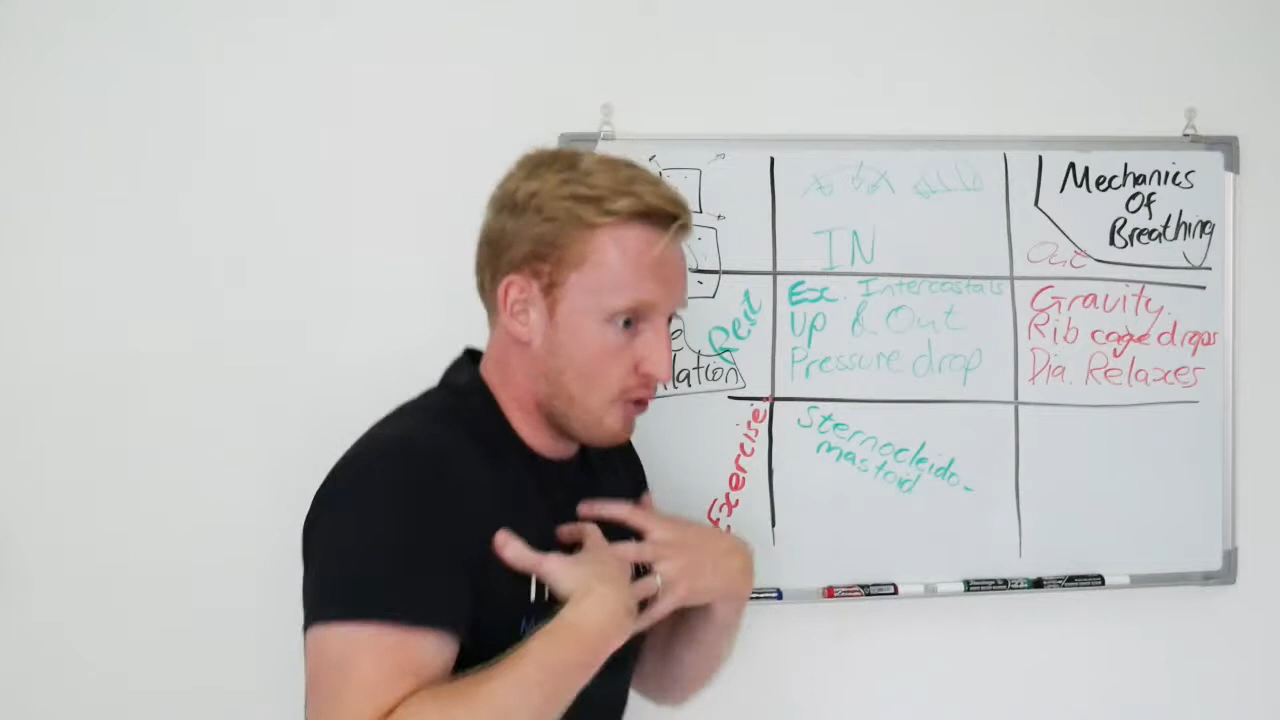 Mechanics
Of
Breathing
IN
Out
Rest
Ex. Intercostals
Up & Out
Pressure drop
Gravity.
Rib cage drops
Dia. Relaxes
Exercise:
Sternocleido-
mastoid